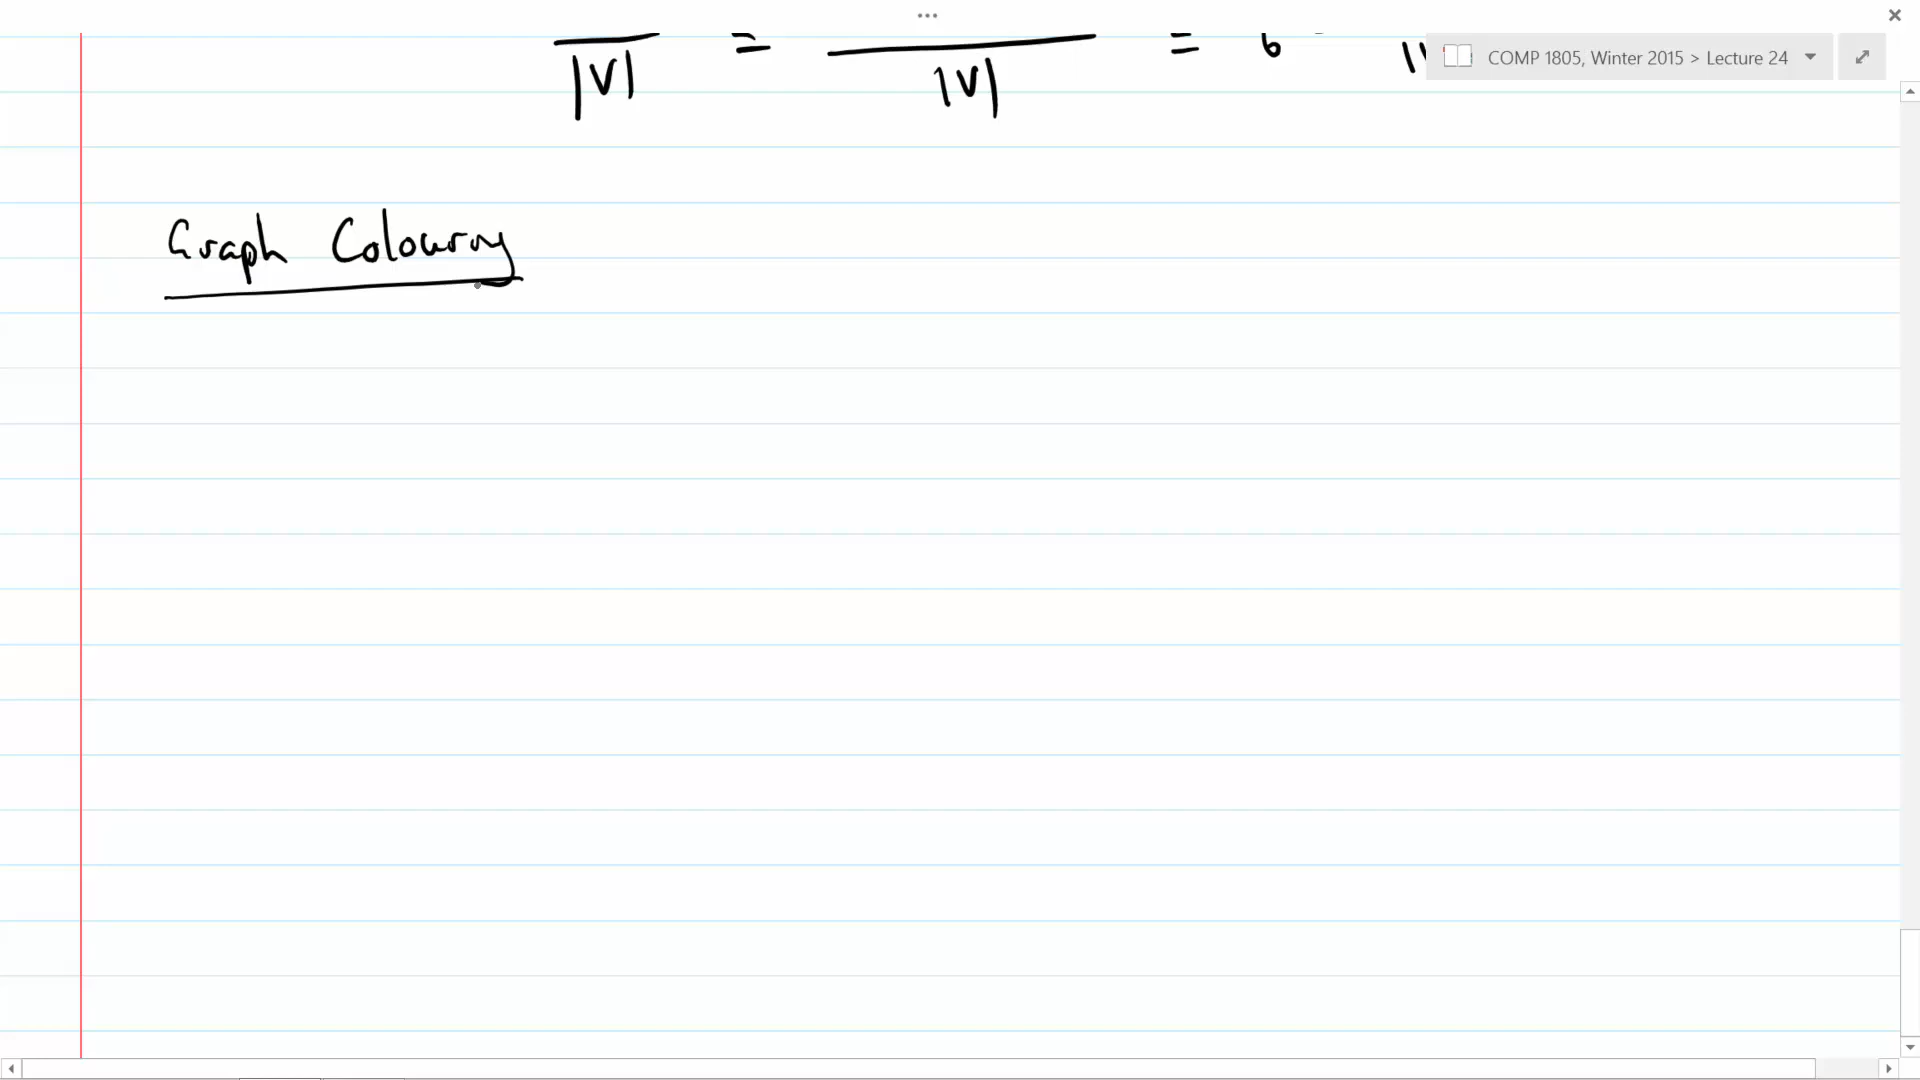 ...
COMP 1805, Winter 2015 > Lecture 24
|V| = |V| = 6
Graph Colouring